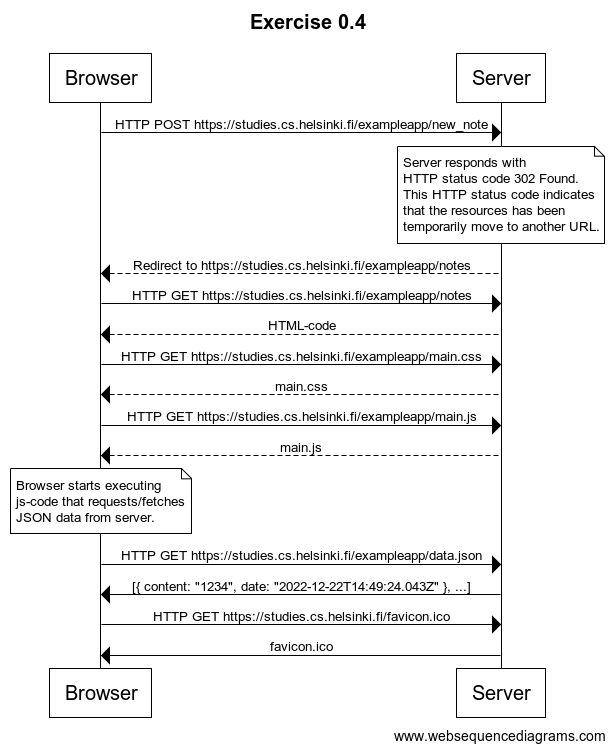 Exercise 0.4
Browser
Server
HTTP POST https://studies.cs.helsinki.fi/exampleapp/new_note
Server responds with
HTTP status code 302 Found.
This HTTP status code indicates
that the resources has been
temporarily move to another URL.
Redirect to https://studies.cs.helsinki.fi/exampleapp/notes
HTTP GET https://studies.cs.helsinki.fi/exampleapp/notes
HTML-code
HTTP GET https://studies.cs.helsinki.fi/exampleapp/main.css
main.css
HTTP GET https://studies.cs.helsinki.fi/exampleapp/main.js
main.js
Browser starts executing
js-code that requests/fetches
JSON data from server.
HTTP GET https://studies.cs.helsinki.fi/exampleapp/data.json
[{ content: "1234", date: "2022-12-22T14:49:24.043Z" }, ...]
HTTP GET https://studies.cs.helsinki.fi/favicon.ico
favicon.ico
Browser
Server
www.websequencediagrams.com